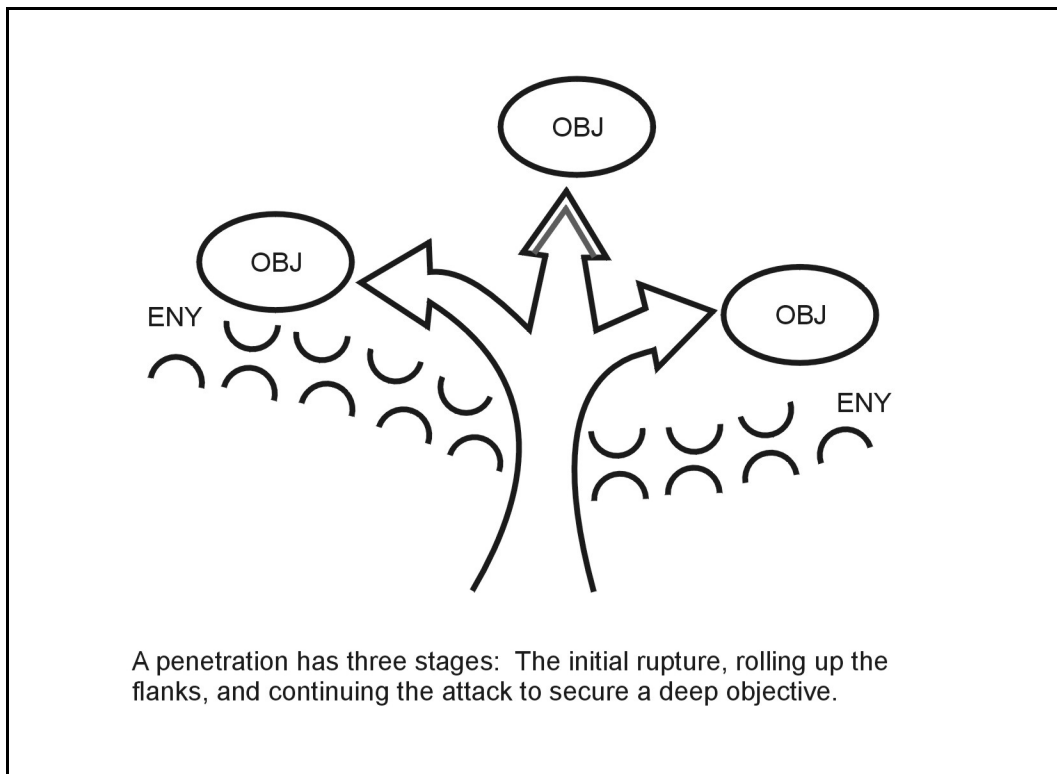 OBJ
OBJ
OBJ
ENY
ENY
A penetration has three stages:  The initial rupture, rolling up the
flanks, and continuing the attack to secure a deep objective.